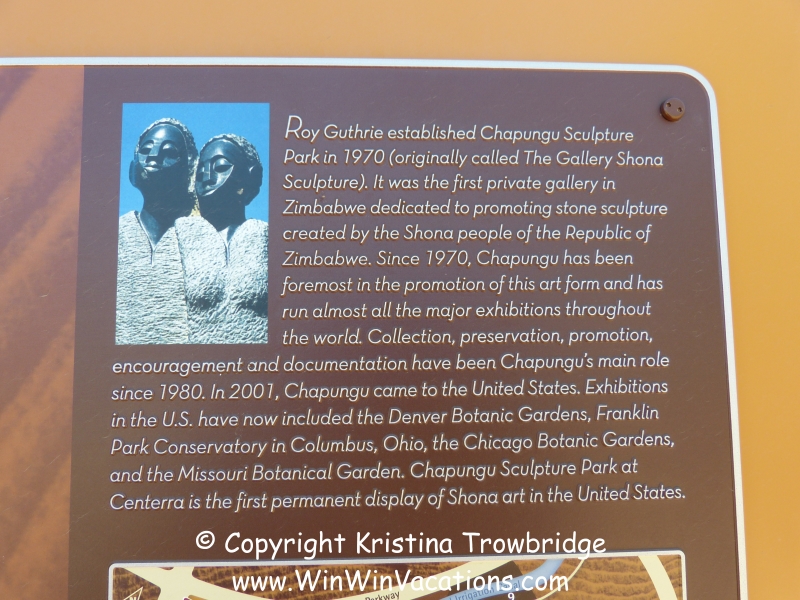 Roy Guthrie established Chapungu Sculpture
Park in 1970 (originally called The Gallery Shona
Sculpture). It was the first private gallery in
Zimbabwe dedicated to promoting stone sculpture
created by the Shona people of the Republic of
Zimbabwe. Since 1970, Chapungu has been
foremost in the promotion of this art form and has
run almost all the major exhibitions throughout
the world. Collection, preservation, promotion,
encouragement and documentation have been Chapungu's main role
since 1980. In 2001, Chapungu came to the United States. Exhibitions
in the U.S. have now included the Denver Botanic Gardens, Franklin
Park Conservatory in Columbus, Ohio, the Chicago Botanic Gardens,
and the Missouri Botanical Garden. Chapungu Sculpture Park at
Centerra is the first permanent display of Shona art in the United States.
© Copyright Kristina Trowbridge
www.WinWinVacations.com
Parkway
Irrigation
9